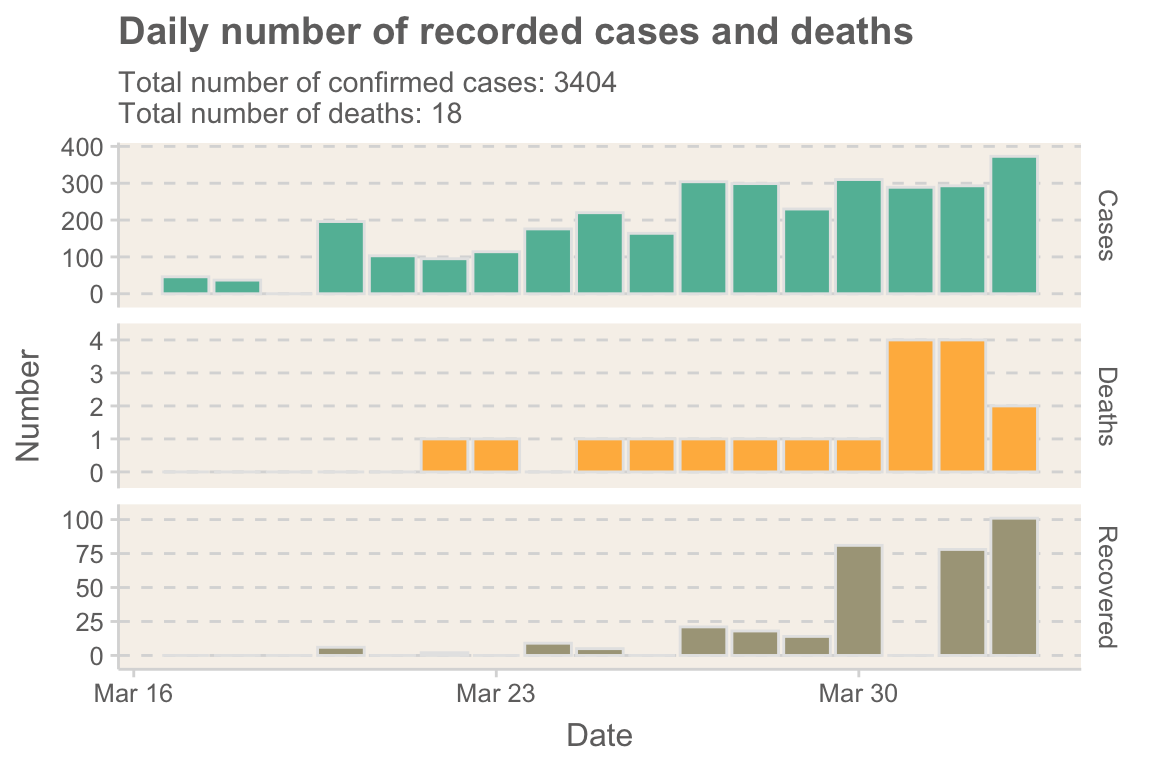 Daily number of recorded cases and deaths
Total number of confirmed cases: 3404
Total number of deaths: 18
400
300
200
100
0
Cases
4
3
2
1
0
Deaths
Number
100
75
50
25
0
Recovered
Mar 16
Mar 23
Mar 30
Date